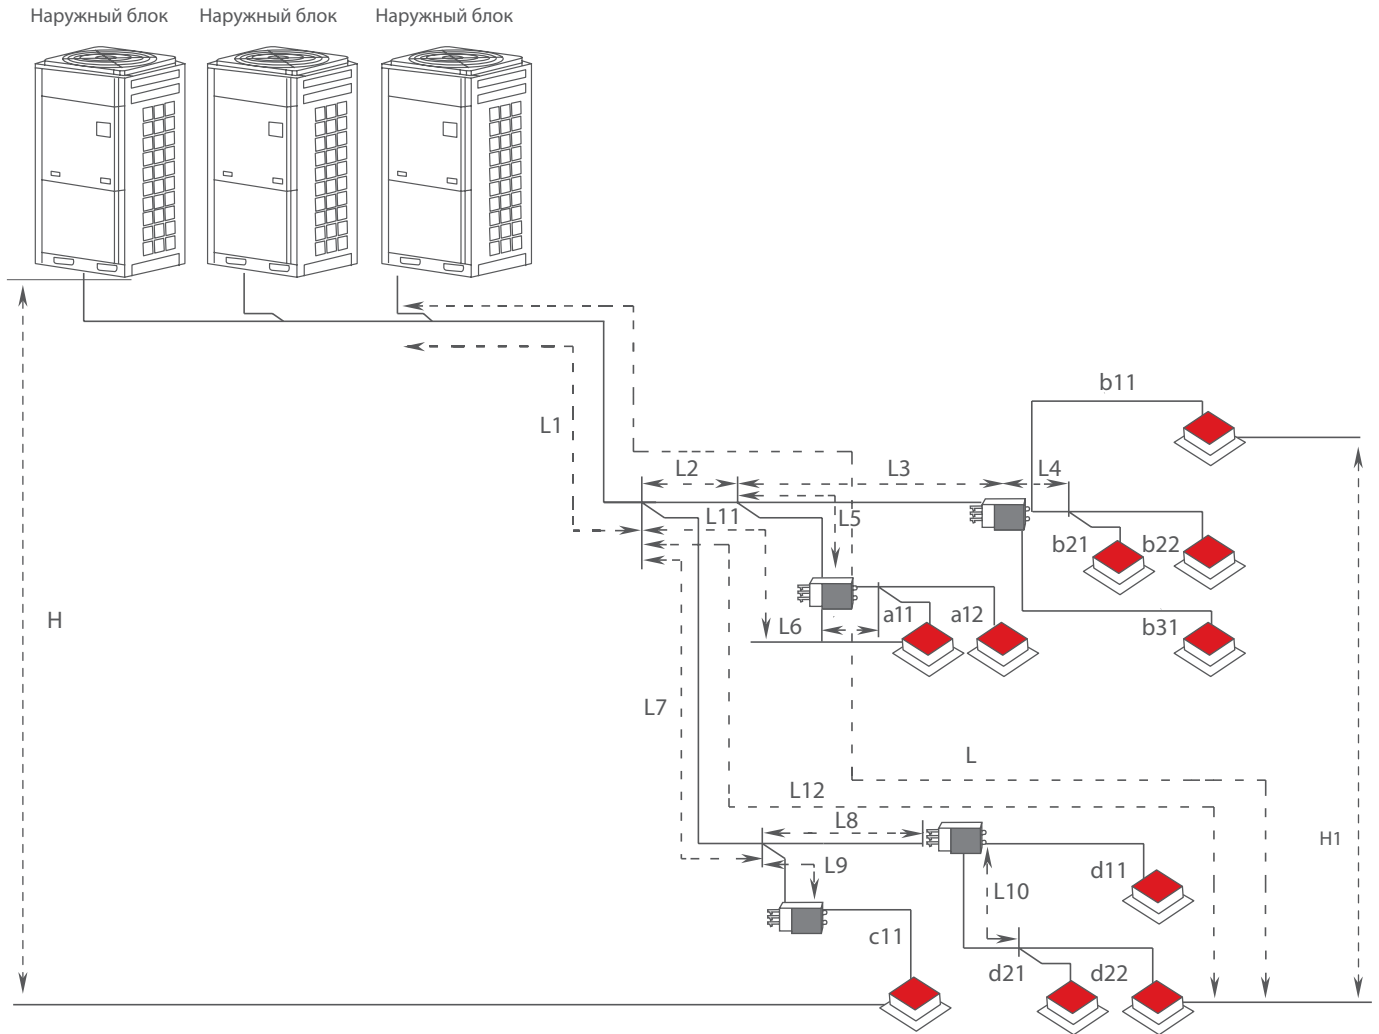 Наружный блок Наружный блок Наружный блок
b11
L1
L2 L3 L4
L11 L5
b21 b22
H
a11 a12
L6 b31
L7
L
L12
L8
H1
L9 d11
L10
c11
d21 d22